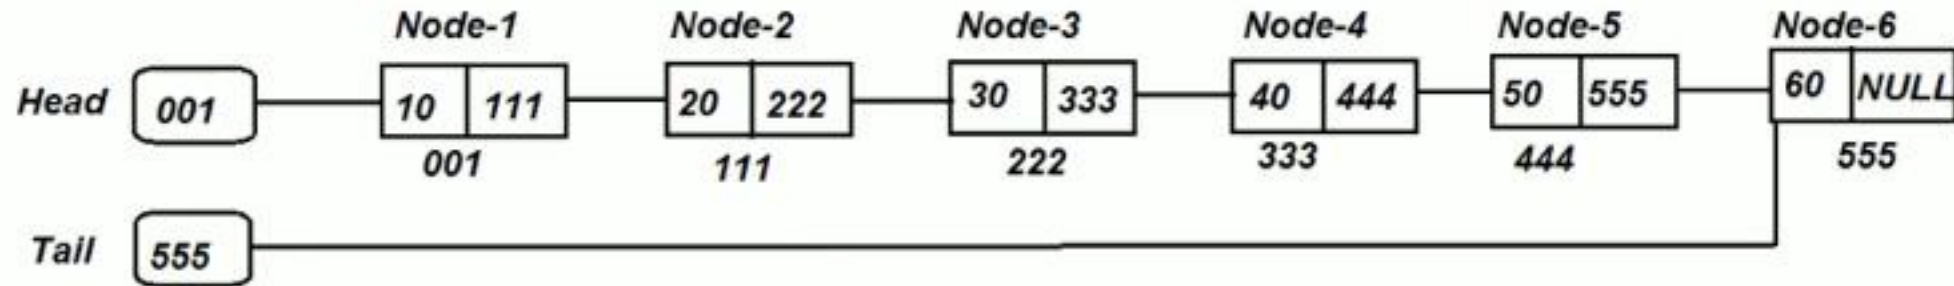 Node-1 Node-2 Node-3 Node-4 Node-5 Node-6
Head 001 10 111 20 222 30 333 40 444 50 555 60 NULL
001 111 222 333 444 555
Tail 555